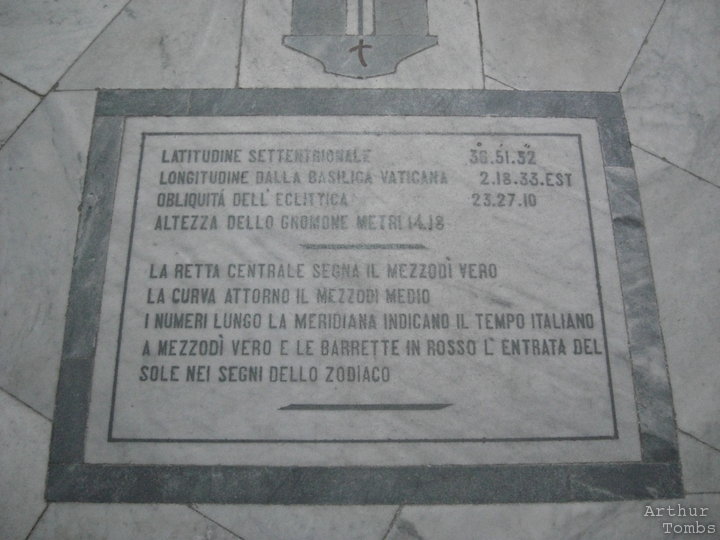 LATITUDINE SETTENTRIONALE 36.51.32
LONGITUDINE DALLA BASILICA VATICANA 2.18.33.EST
OBLIQUITÁ DELL'ECLITTICA 23.27.10
ALTEZZA DELLO GNOMONE METRI 14.18
LA RETTA CENTRALE SEGNA IL MEZZODÌ VERO
LA CURVA ATTORNO IL MEZZODÌ MEDIO
I NUMERI LUNGO LA MERIDIANA INDICANO IL TEMPO ITALIANO
A MEZZODÌ VERO E LE BARRETTE IN ROSSO L'ENTRATA DEL
SOLE NEI SEGNI DELLO ZODIACO
Arthur
Tombs